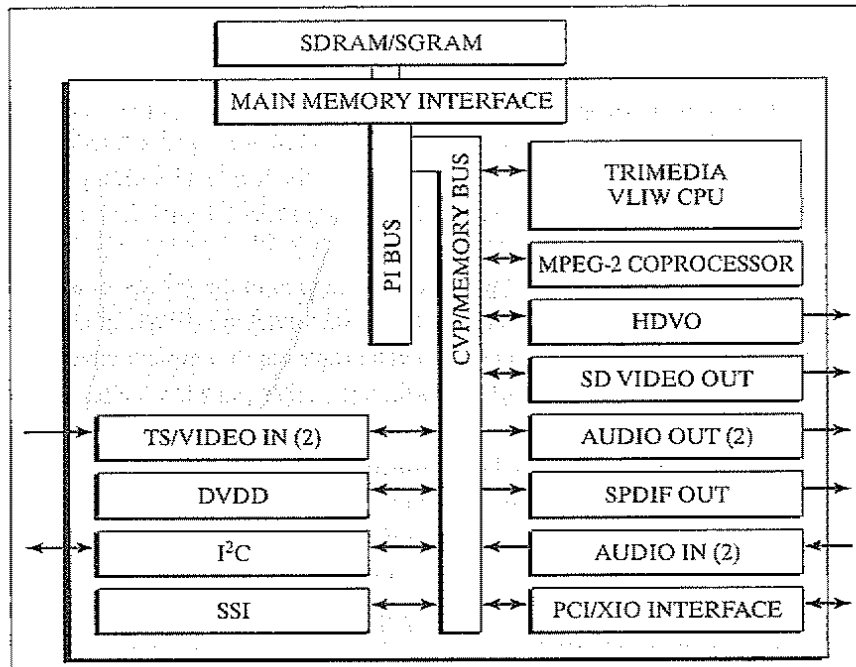 SDRAM/SGRAM
MAIN MEMORY INTERFACE
PI BUS
CVP/MEMORY BUS
TRIMEDIA
VLIW CPU
MPEG-2 COPROCESSOR
HDVO
SD VIDEO OUT
TS/VIDEO IN (2)
AUDIO OUT (2)
DVDD
SPDIF OUT
I²C
AUDIO IN (2)
SSI
PCI/XIO INTERFACE